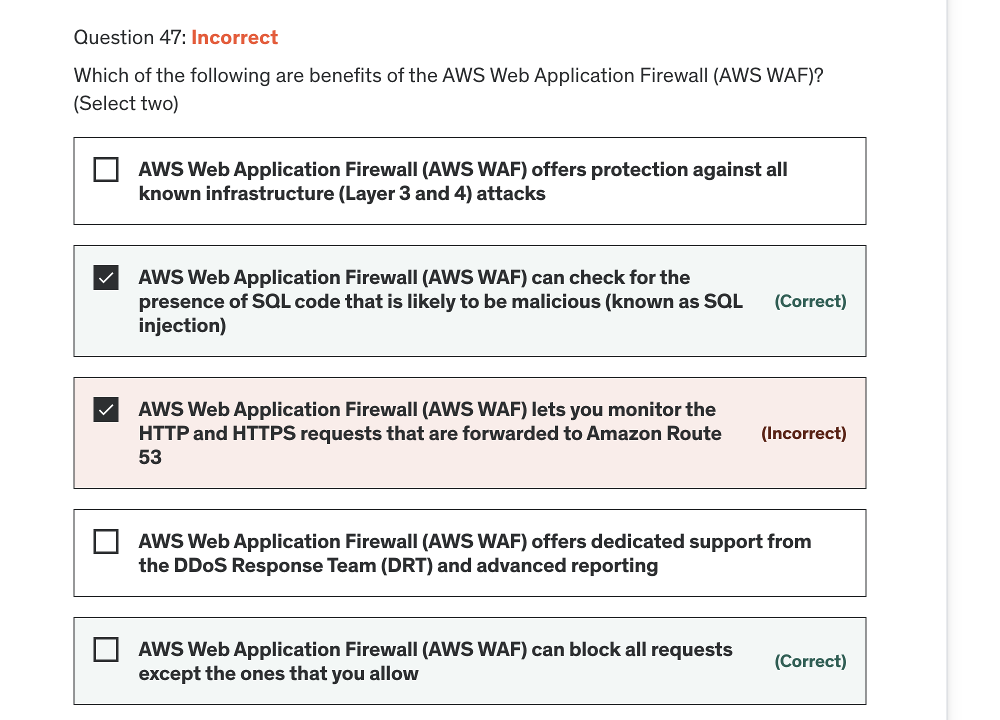 Question 47: Incorrect
Which of the following are benefits of the AWS Web Application Firewall (AWS WAF)?
(Select two)
AWS Web Application Firewall (AWS WAF) offers protection against all
known infrastructure (Layer 3 and 4) attacks
AWS Web Application Firewall (AWS WAF) can check for the
presence of SQL code that is likely to be malicious (known as SQL
injection)
(Correct)
AWS Web Application Firewall (AWS WAF) lets you monitor the
HTTP and HTTPS requests that are forwarded to Amazon Route
53
(Incorrect)
AWS Web Application Firewall (AWS WAF) offers dedicated support from
the DDoS Response Team (DRT) and advanced reporting
AWS Web Application Firewall (AWS WAF) can block all requests
except the ones that you allow
(Correct)